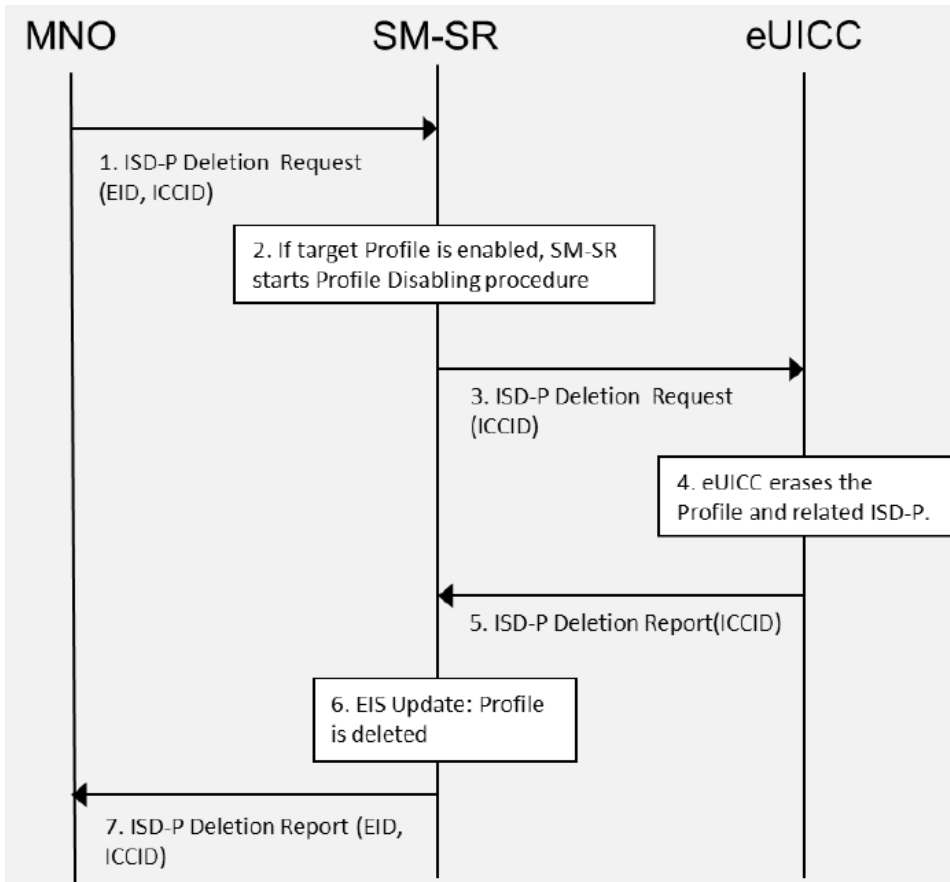 MNO
SM-SR
eUICC
1. ISD-P Deletion Request
(EID, ICCID)
2. If target Profile is enabled, SM-SR
starts Profile Disabling procedure
3. ISD-P Deletion Request
(ICCID)
4. eUICC erases the
Profile and related ISD-P.
5. ISD-P Deletion Report(ICCID)
6. EIS Update: Profile
is deleted
7. ISD-P Deletion Report (EID,
ICCID)